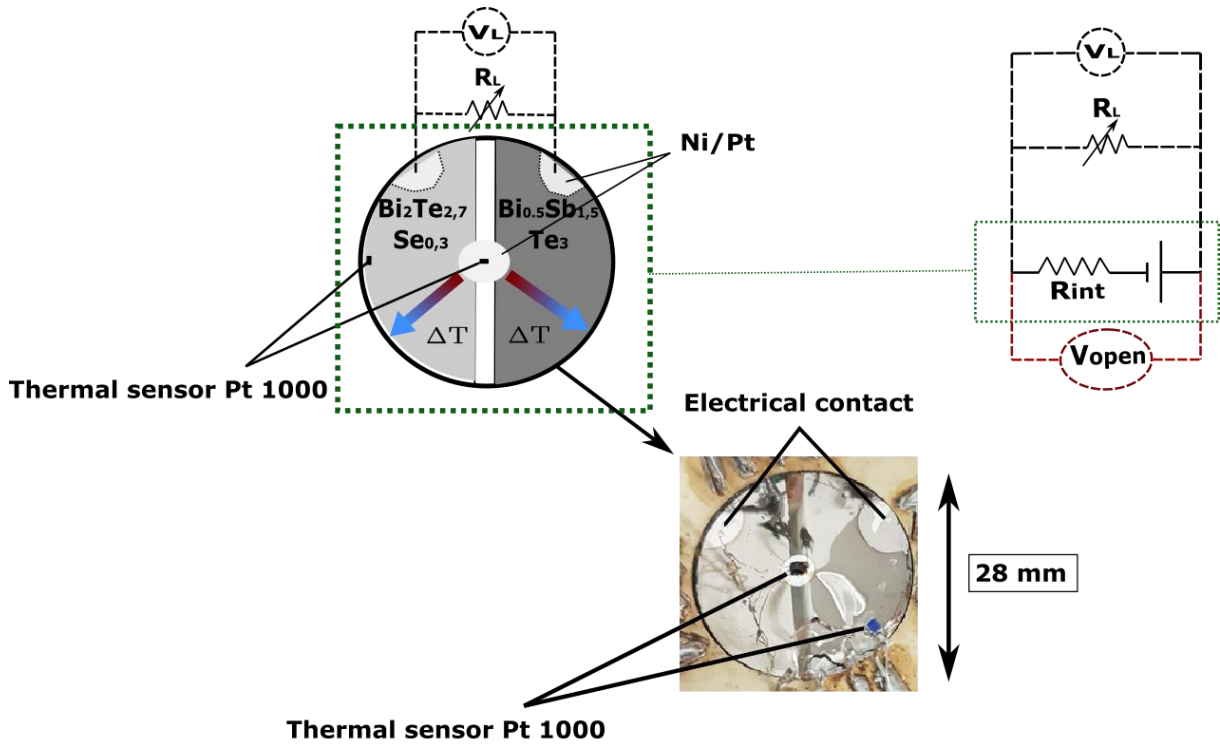 VL
RL
Ni/Pt
Bi2Te2,7
Se0,3
Bi0.5Sb1,5
Te3
ΔT
ΔT
Thermal sensor Pt 1000
VL
RL
Rint
Vopen
Electrical contact
28 mm
Thermal sensor Pt 1000